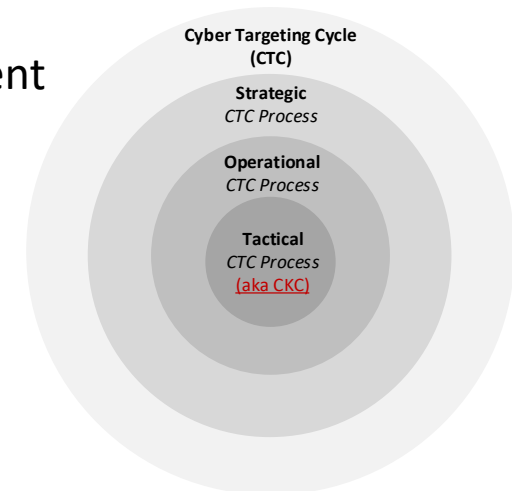 ent
Cyber Targeting Cycle
(CTC)
Strategic
CTC Process
Operational
CTC Process
Tactical
CTC Process
(aka CKC)